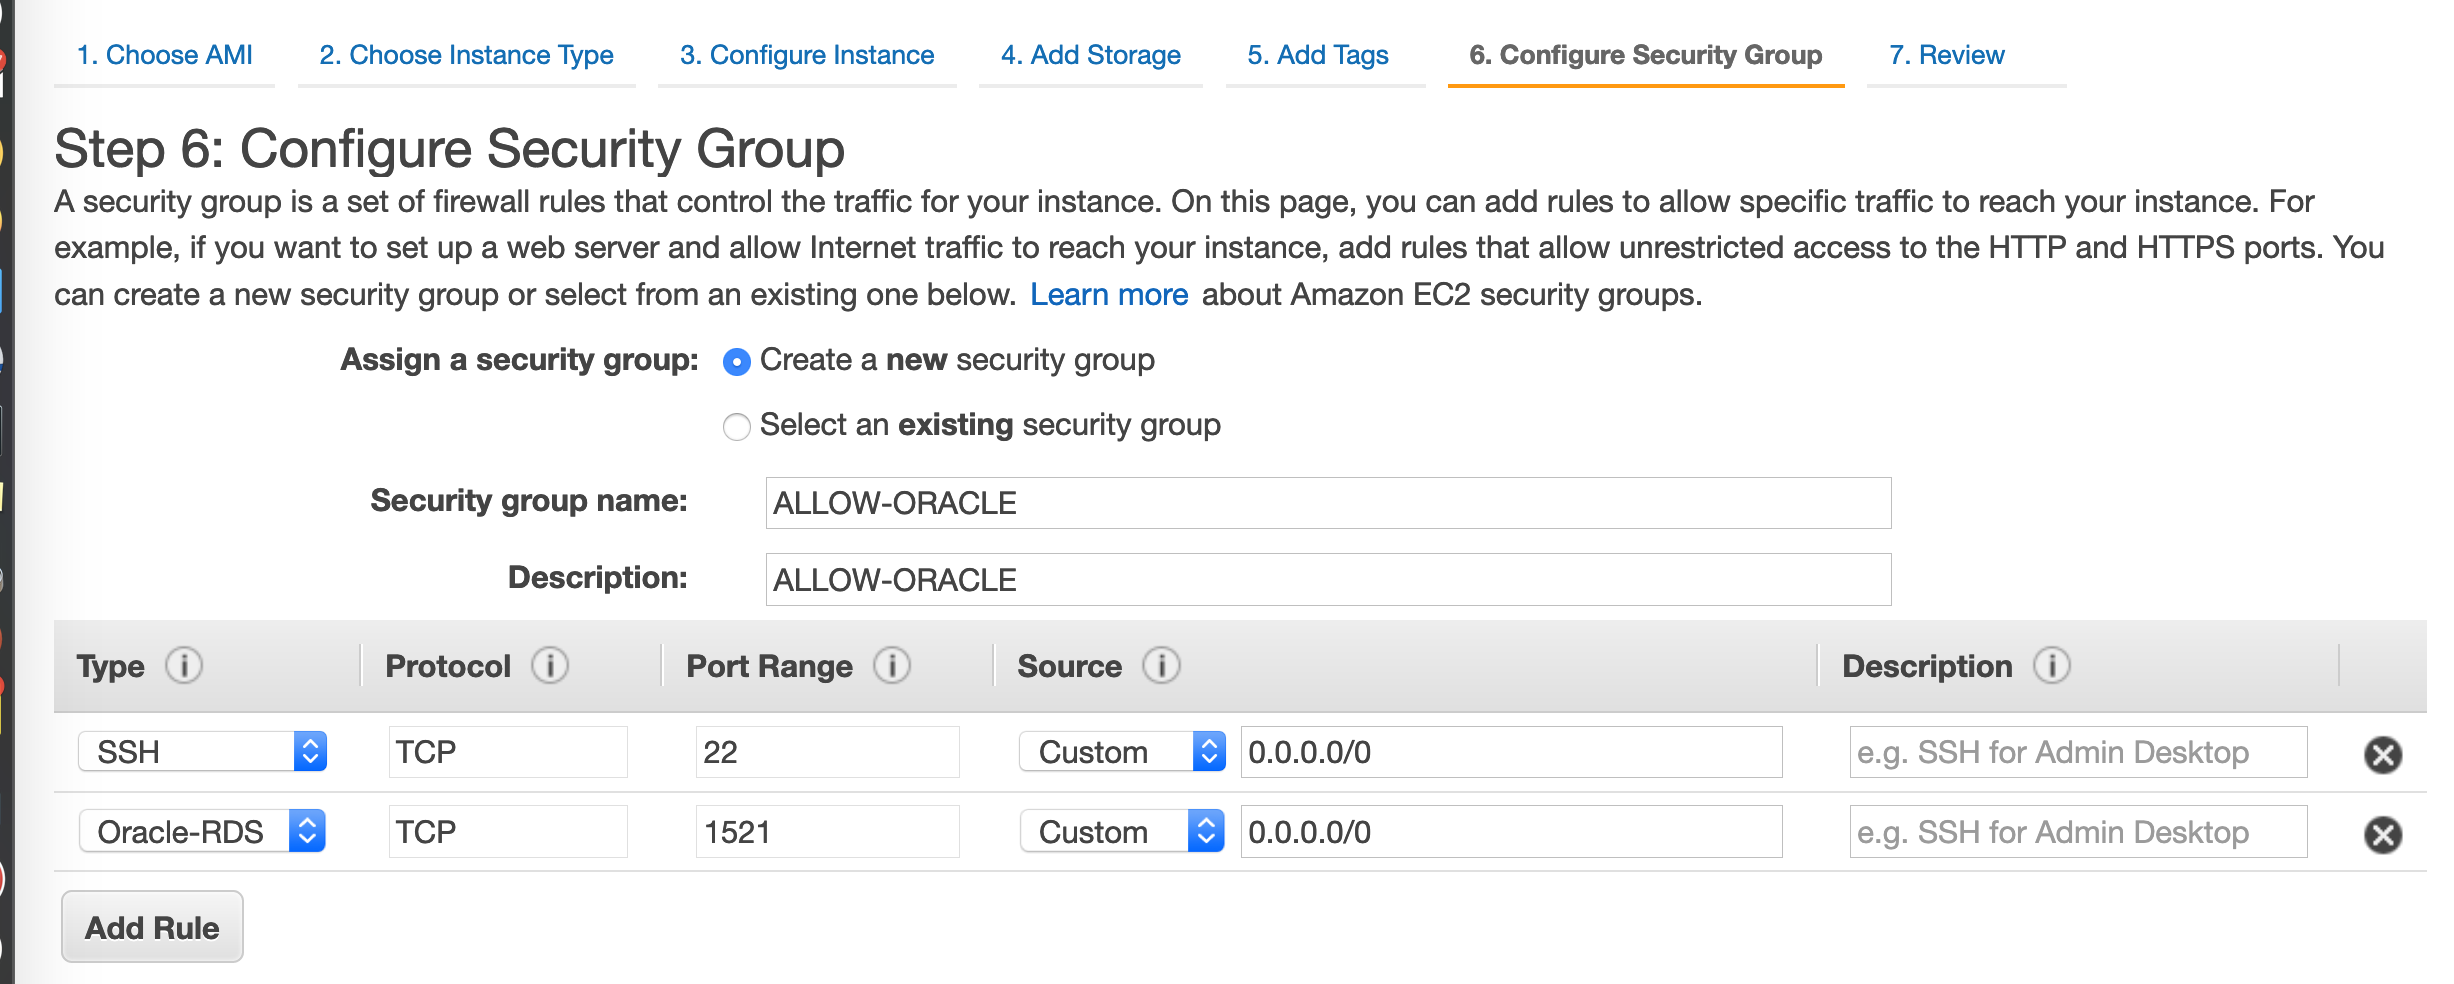 1. Choose AMI 2. Choose Instance Type 3. Configure Instance 4. Add Storage 5. Add Tags 6. Configure Security Group 7. Review
Step 6: Configure Security Group
A security group is a set of firewall rules that control the traffic for your instance. On this page, you can add rules to allow specific traffic to reach your instance. For
example, if you want to set up a web server and allow Internet traffic to reach your instance, add rules that allow unrestricted access to the HTTP and HTTPS ports. You
can create a new security group or select from an existing one below. Learn more about Amazon EC2 security groups.
Assign a security group: Create a new security group
Select an existing security group
Security group name: ALLOW-ORACLE
Description: ALLOW-ORACLE
Type i Protocol i Port Range i Source i Description i
SSH TCP 22 Custom 0.0.0.0/0 e.g. SSH for Admin Desktop
Oracle-RDS TCP 1521 Custom 0.0.0.0/0 e.g. SSH for Admin Desktop
Add Rule